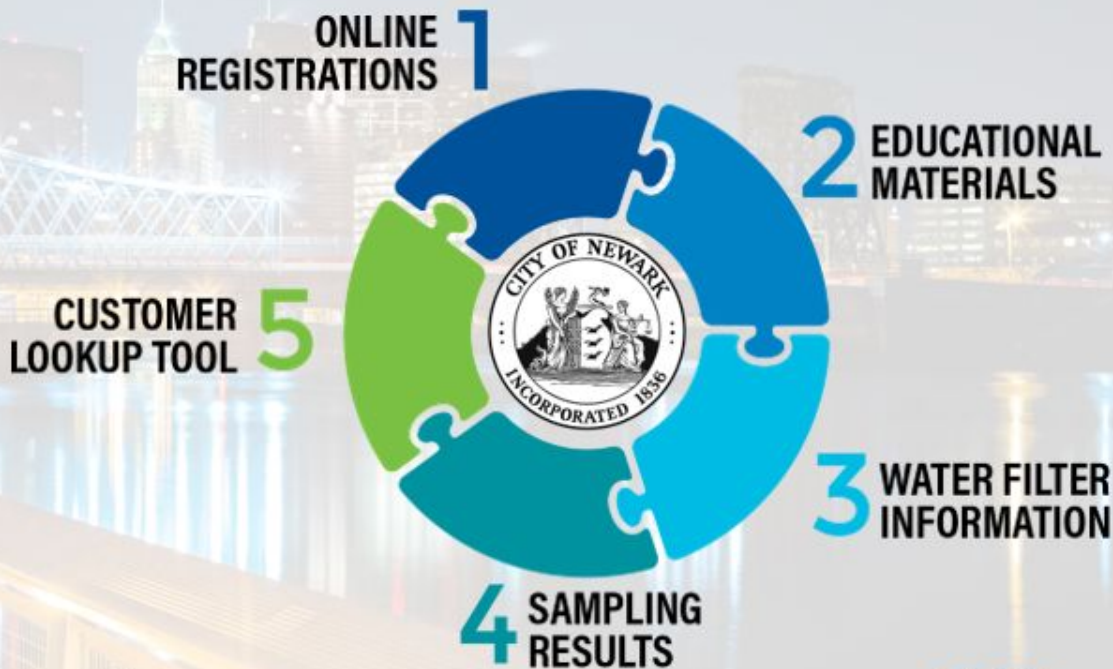 1
ONLINE
REGISTRATIONS
2
EDUCATIONAL
MATERIALS
3
WATER FILTER
INFORMATION
4
SAMPLING
RESULTS
5
CUSTOMER
LOOKUP TOOL
CITY OF NEWARK
INCORPORATED 1836